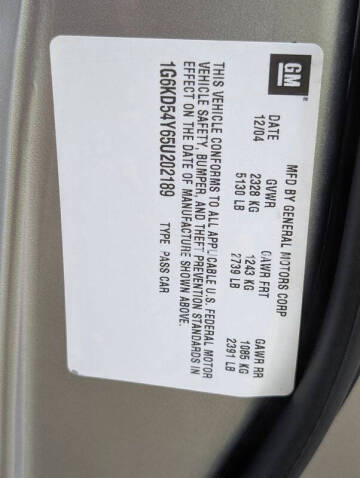 GM
MFD BY GENERAL MOTORS CORP
DATE GVWR GAWR FRT GAWR RR
12/04 2328 KG 1243 KG 1085 KG
5130 LB 2739 LB 2391 LB
THIS VEHICLE CONFORMS TO ALL APPLICABLE U.S. FEDERAL MOTOR
VEHICLE SAFETY, BUMPER, AND THEFT PREVENTION STANDARDS IN
EFFECT ON THE DATE OF MANUFACTURE SHOWN ABOVE.
1G6KD54Y65U202189 TYPE PASS CAR